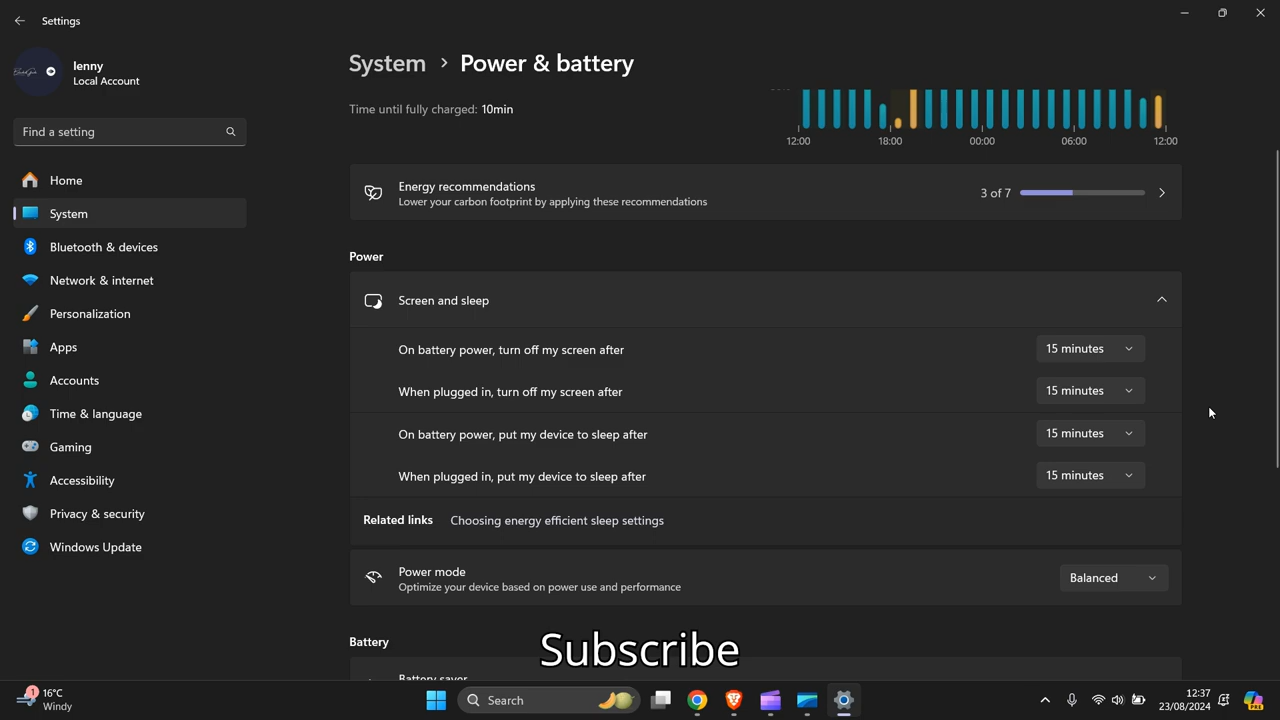 Settings
lenny
Local Account
Find a setting
Home
System
Bluetooth & devices
Network & internet
Personalization
Apps
Accounts
Time & language
Gaming
Accessibility
Privacy & security
Windows Update
System > Power & battery
Time until fully charged: 10min
12:00 18:00 00:00 06:00 12:00
Energy recommendations
Lower your carbon footprint by applying these recommendations
3 of 7
Power
Screen and sleep
On battery power, turn off my screen after 15 minutes
When plugged in, turn off my screen after 15 minutes
On battery power, put my device to sleep after 15 minutes
When plugged in, put my device to sleep after 15 minutes
Related links Choosing energy efficient sleep settings
Power mode
Optimize your device based on power use and performance
Balanced
Battery
Battery saver
Subscribe
1
16°C
Windy
Search
12:37
23/08/2024